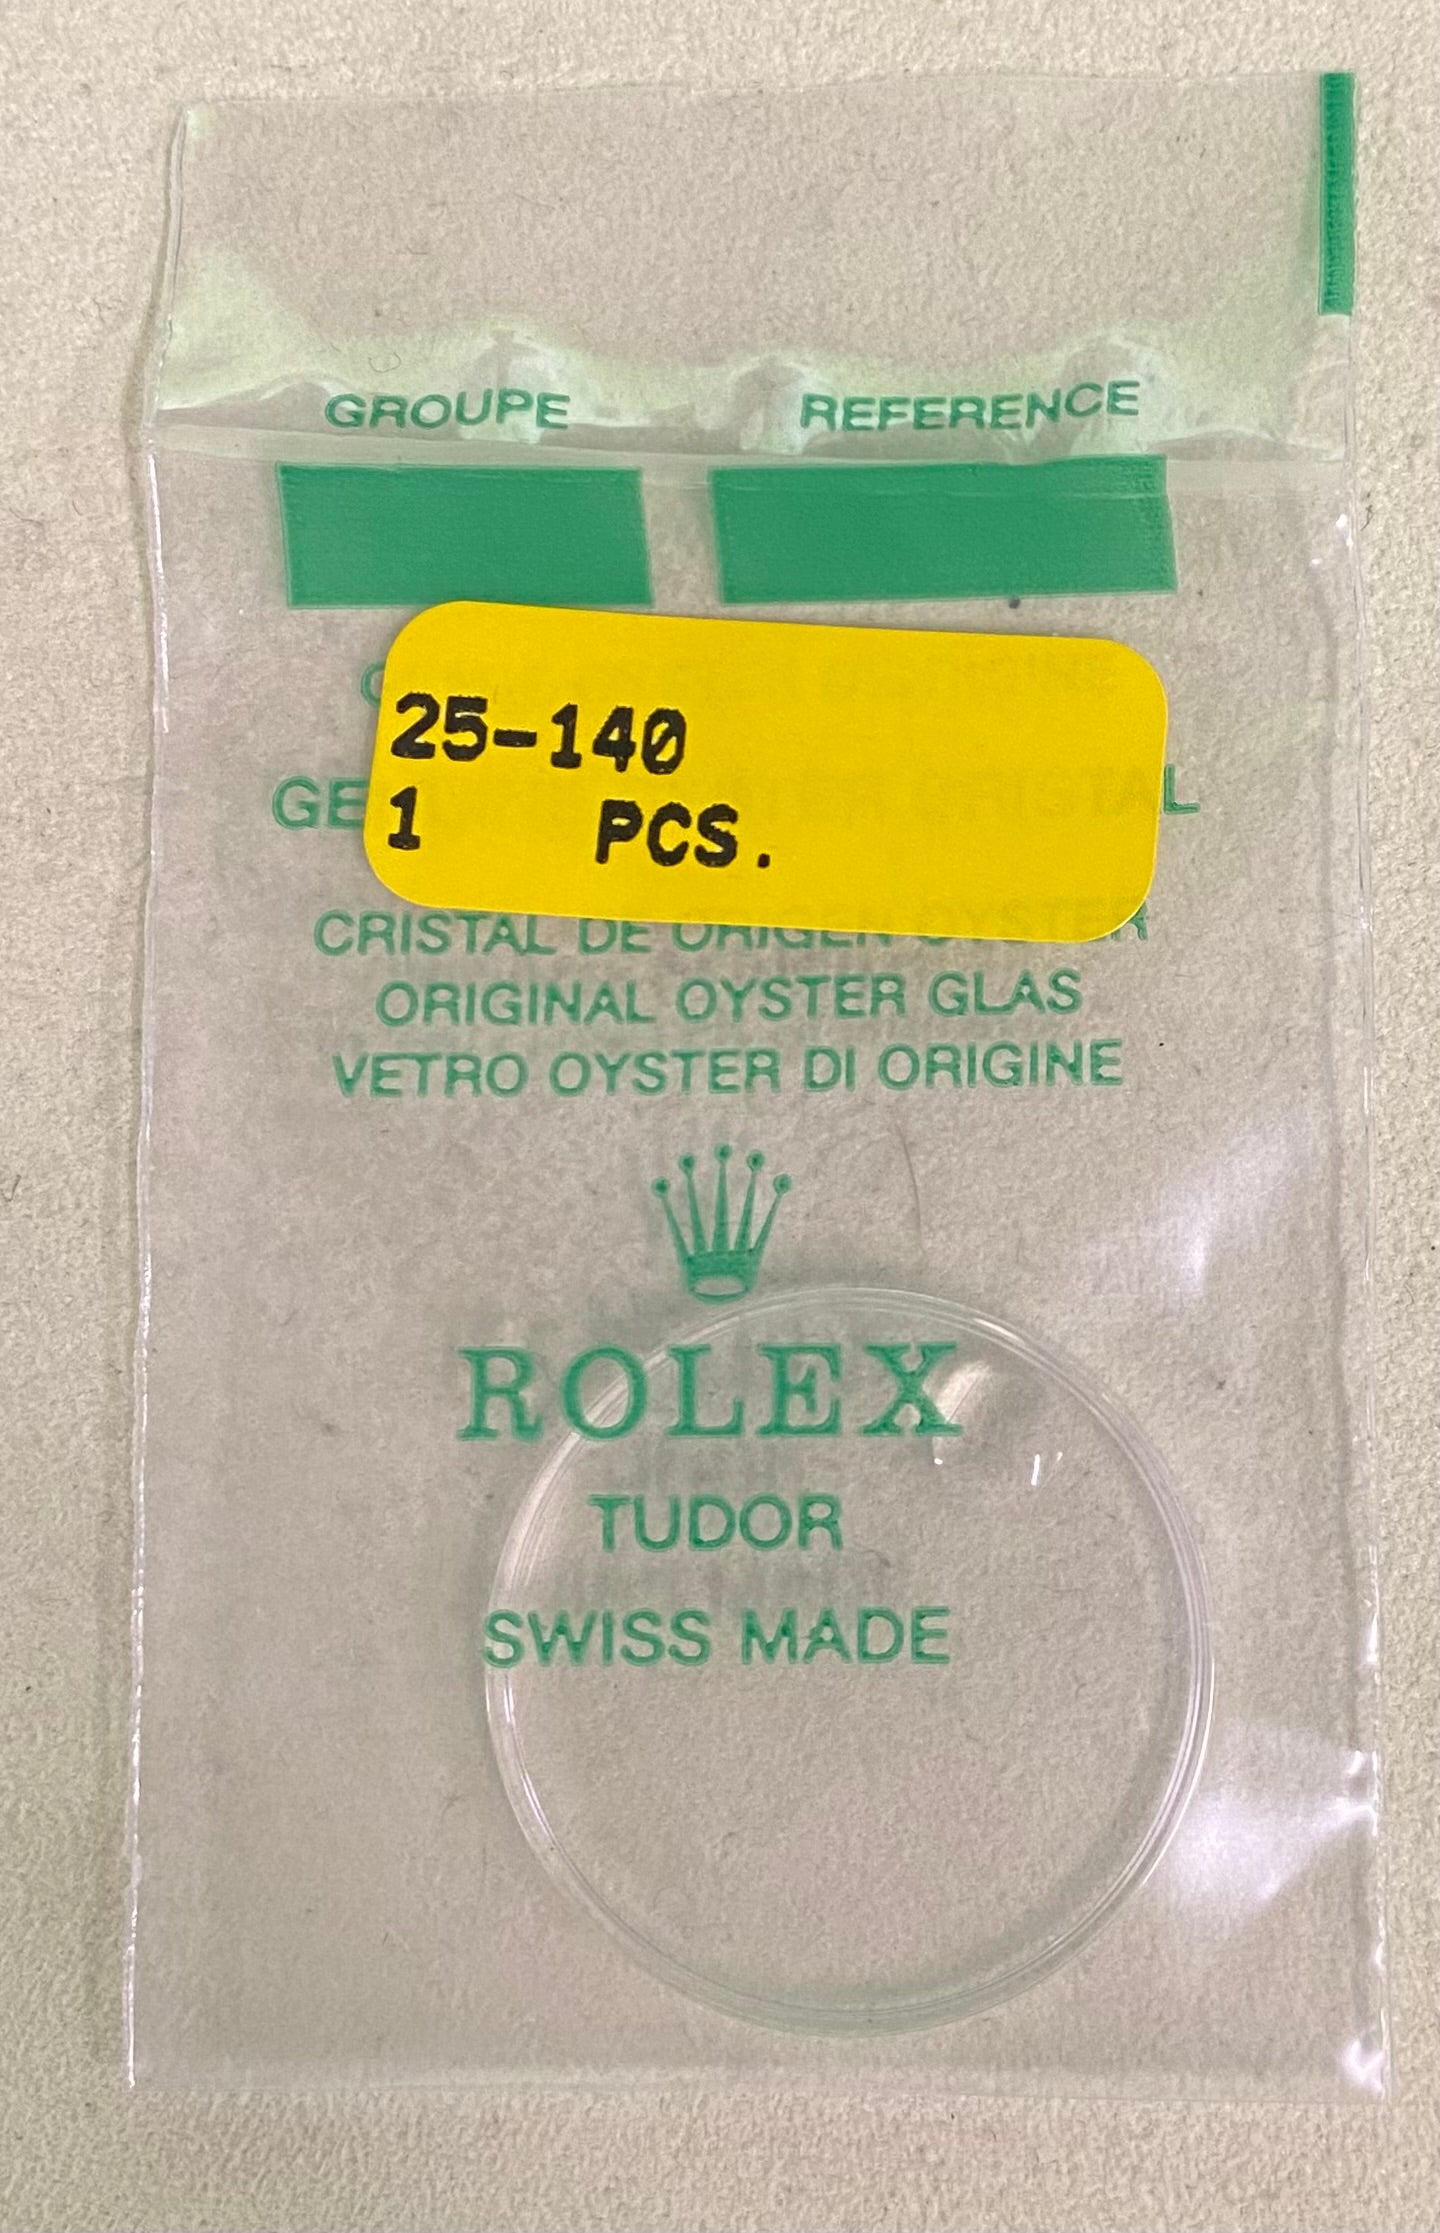 GROUPE REFERENCE
25-140
1 PCS.
CRISTAL DE ORIGEN OYSTER
ORIGINAL OYSTER GLAS
VETRO OYSTER DI ORIGINE
ROLEX
TUDOR
SWISS MADE